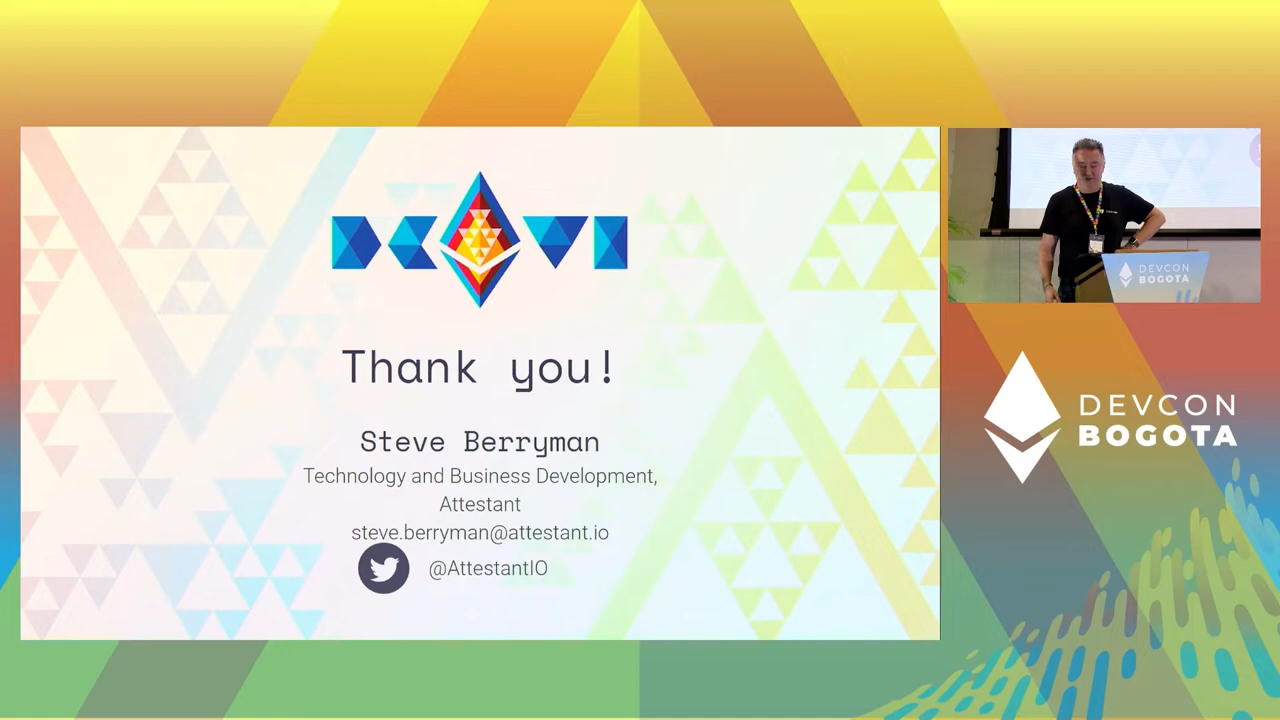 Thank you!
Steve Berryman
Technology and Business Development,
Attestant
steve.berryman@attestant.io
@AttestantIO
DEVCON
BOGOTA
DEVCON
BOGOTA